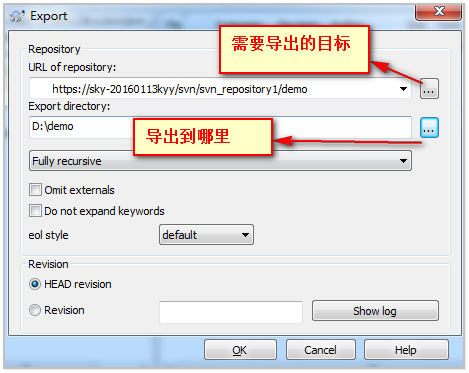 Export
需要导出的目标
Repository
URL of repository:
https://sky-20160113kyy/svn/svn_repository1/demo
...
Export directory:
D:\demo
...
导出到哪里
Fully recursive
Omit externals
Do not expand keywords
eol style
default
Revision
HEAD revision
Revision
Show log
OK
Cancel
Help